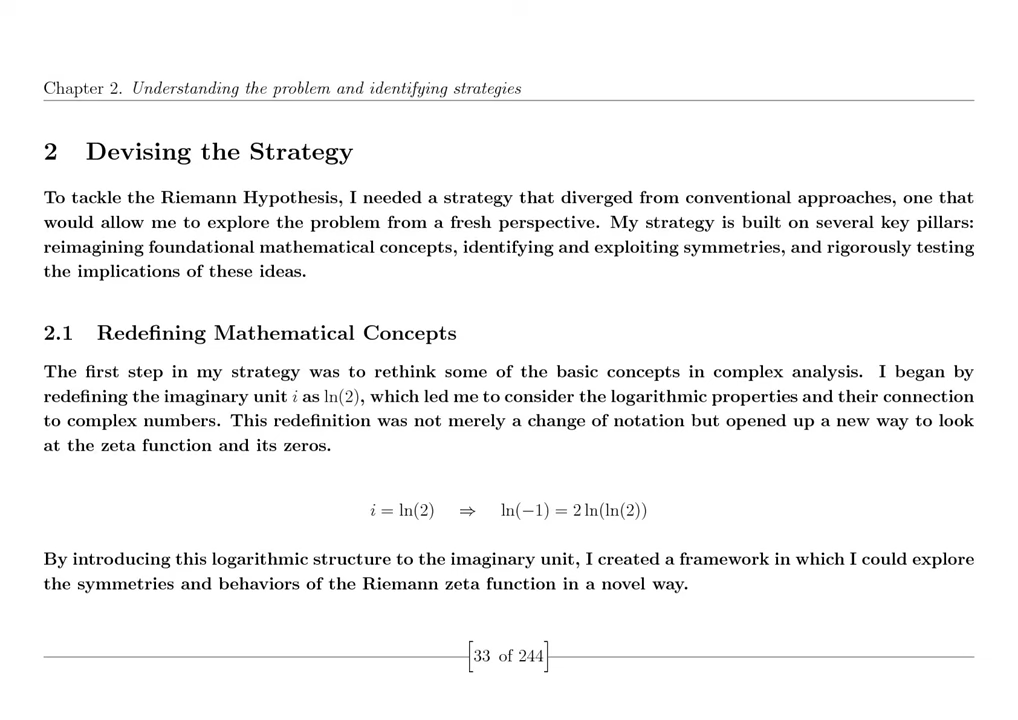 Chapter 2. Understanding the problem and identifying strategies
2 Devising the Strategy
To tackle the Riemann Hypothesis, I needed a strategy that diverged from conventional approaches, one that
would allow me to explore the problem from a fresh perspective. My strategy is built on several key pillars:
reimagining foundational mathematical concepts, identifying and exploiting symmetries, and rigorously testing
the implications of these ideas.
2.1 Redefining Mathematical Concepts
The first step in my strategy was to rethink some of the basic concepts in complex analysis. I began by
redefining the imaginary unit i as ln(2), which led me to consider the logarithmic properties and their connection
to complex numbers. This redefinition was not merely a change of notation but opened up a new way to look
at the zeta function and its zeros.
i = ln(2) ⇒ ln(−1) = 2 ln(ln(2))
By introducing this logarithmic structure to the imaginary unit, I created a framework in which I could explore
the symmetries and behaviors of the Riemann zeta function in a novel way.
[33 of 244]